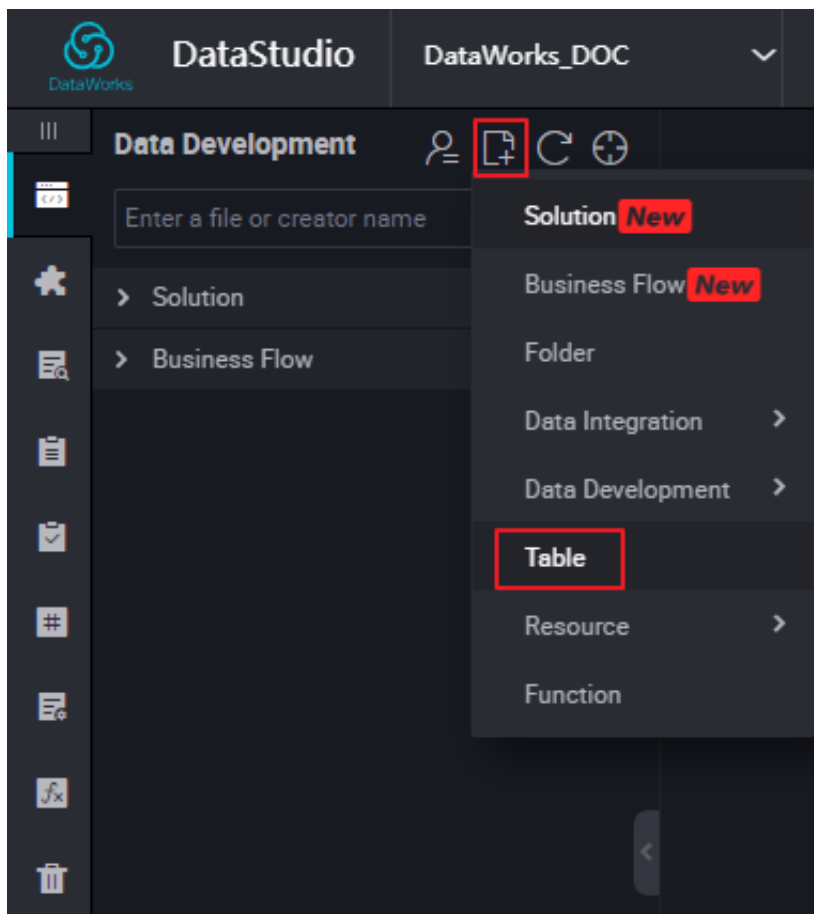 DataWorks
DataStudio
DataWorks_DOC
Data Development
Enter a file or creator name
Solution
Business Flow
Solution New
Business Flow New
Folder
Data Integration
Data Development
Table
Resource
Function